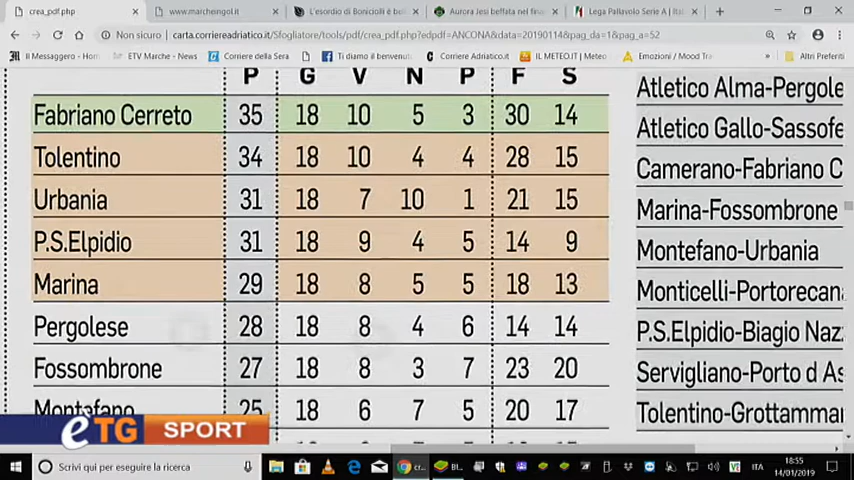 crea_pdf.php
www.marcheingol.it
L'esordio di Boniciolli è bel
Aurora Jesi beffata nel fina
Lega Pallavolo Serie A | Ita
Non sicuro | carta.corriereadriatico.it/Sfogliatore/tools/pdf/crea_pdf.php?edpdf=ANCONA&data=20190114&pag_da=1&pag_a=52
Il Messaggero - Home
ETV Marche - News
Corriere della Sera
Ti diamo il benvenuto
Corriere Adriatico.it
IL METEO.IT | Meteo
Emozioni / Mood Tra
Altri Preferiti
P G V N P F S
Fabriano Cerreto 35 18 10 5 3 30 14
Tolentino 34 18 10 4 4 28 15
Urbania 31 18 7 10 1 21 15
P.S.Elpidio 31 18 9 4 5 14 9
Marina 29 18 8 5 5 18 13
Pergolese 28 18 8 4 6 14 14
Fossombrone 27 18 8 3 7 23 20
Montefano 25 18 6 7 5 20 17
Atletico Alma-Pergole
Atletico Gallo-Sassofe
Camerano-Fabriano C
Marina-Fossombrone
Montefano-Urbania
Monticelli-Portorecan
P.S.Elpidio-Biagio Naz
Servigliano-Porto d As
Tolentino-Grottammar
eTG SPORT
Scrivi qui per eseguire la ricerca
cr
Bl
ITA
18:55
14/01/2019